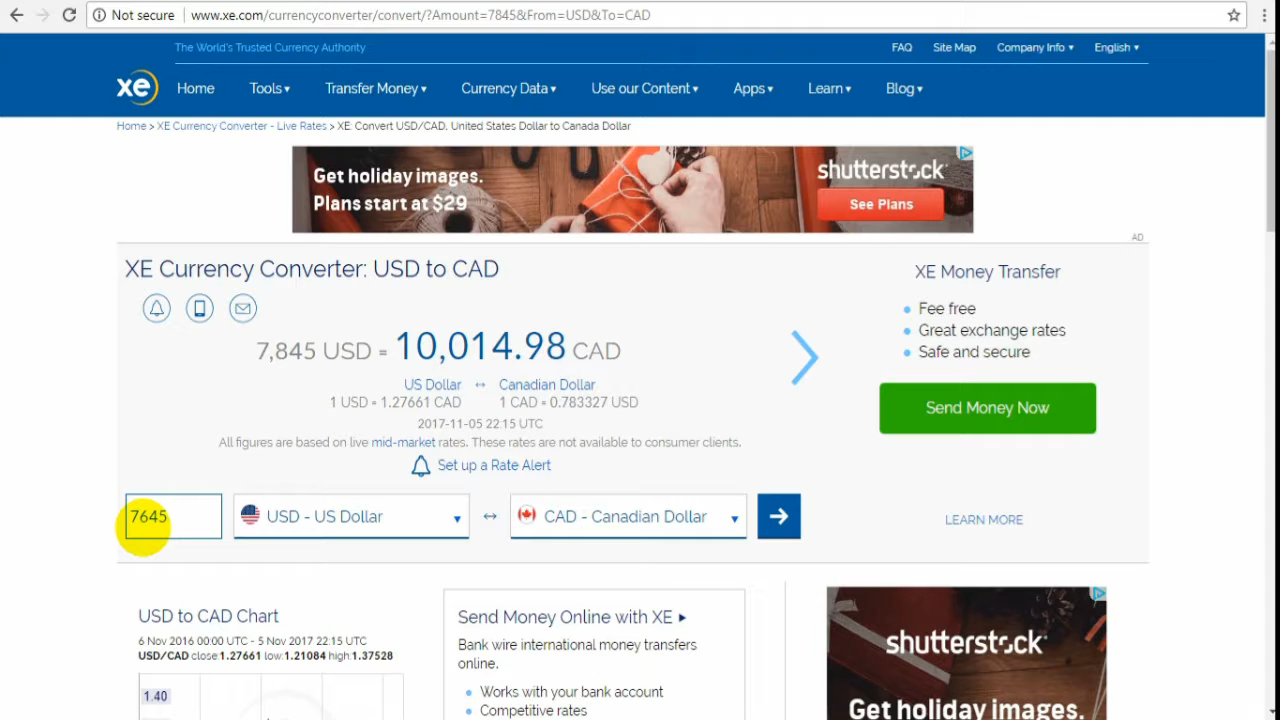 Not secure | www.xe.com/currencyconverter/convert/?Amount=7845&From=USD&To=CAD
The World's Trusted Currency Authority
FAQ Site Map Company Info ▾ English ▾
xe Home Tools ▾ Transfer Money ▾ Currency Data ▾ Use our Content ▾ Apps ▾ Learn ▾ Blog ▾
Home > XE Currency Converter - Live Rates > XE: Convert USD/CAD. United States Dollar to Canada Dollar
Get holiday images.
Plans start at $29
shutterstock
See Plans
AD
XE Currency Converter: USD to CAD
7,845 USD = 10,014.98 CAD
US Dollar ↔ Canadian Dollar
1 USD = 1.27661 CAD 1 CAD = 0.783327 USD
2017-11-05 22:15 UTC
All figures are based on live mid-market rates. These rates are not available to consumer clients.
Set up a Rate Alert
7645 USD - US Dollar ▾ ↔ CAD - Canadian Dollar ▾ →
XE Money Transfer
Fee free
Great exchange rates
Safe and secure
Send Money Now
LEARN MORE
USD to CAD Chart
6 Nov 2016 00:00 UTC - 5 Nov 2017 22:15 UTC
USD/CAD close:1.27661 low:1.21084 high:1.37528
1.40
Send Money Online with XE ▸
Bank wire international money transfers
online.
Works with your bank account
Competitive rates
shutterstock
Get holiday images.